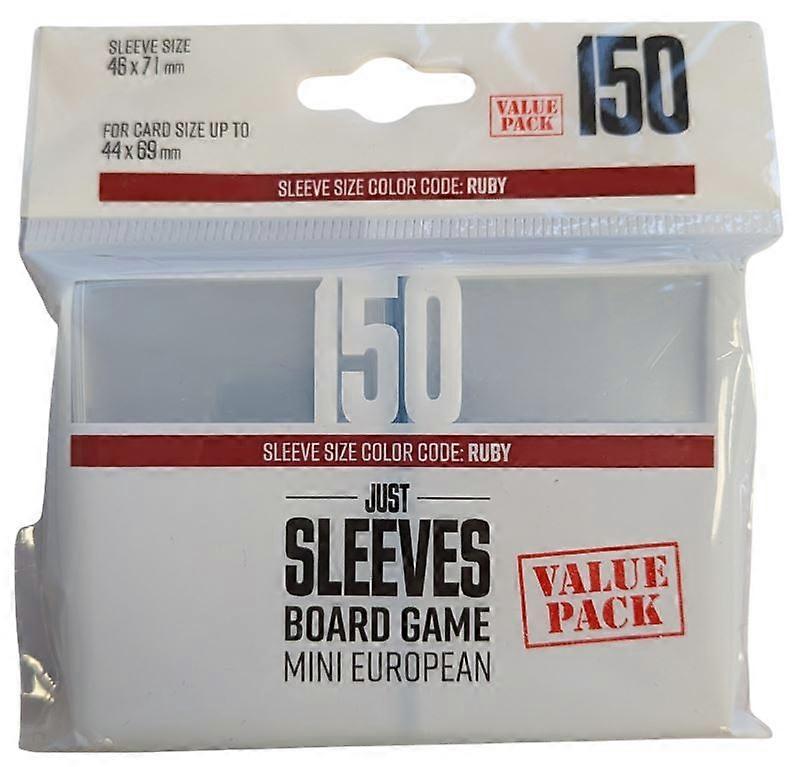 SLEEVE SIZE
46 x 71 mm
FOR CARD SIZE UP TO
44 x 69 mm
VALUE
PACK
150
SLEEVE SIZE COLOR CODE: RUBY
150
SLEEVE SIZE COLOR CODE: RUBY
JUST
SLEEVES
BOARD GAME
MINI EUROPEAN
VALUE
PACK